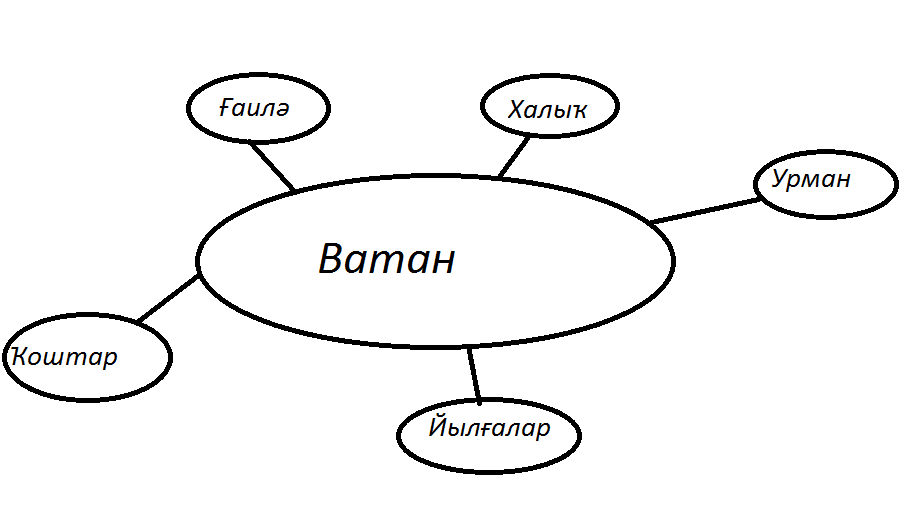 Ғаилә
Халыҡ
Урман
Ватан
Ҡоштар
Йылғалар